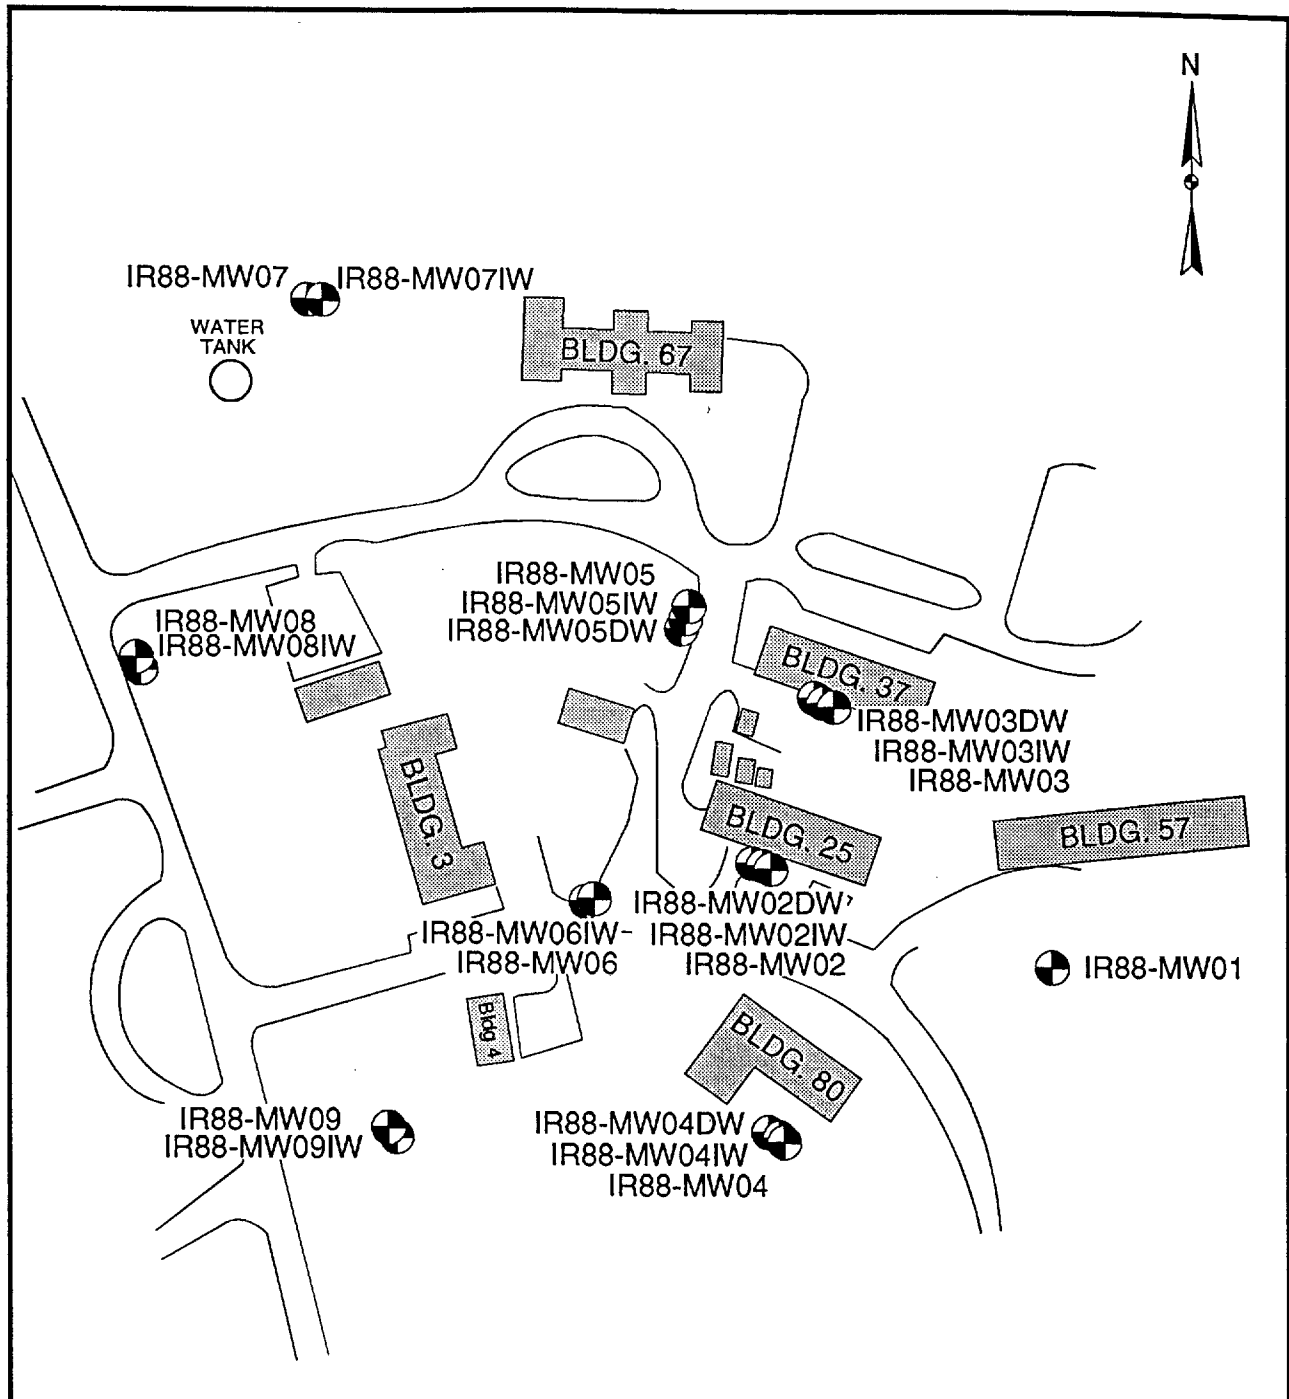 N
IR88-MW07
IR88-MW07IW
WATER
TANK
BLDG. 67
IR88-MW05
IR88-MW05IW
IR88-MW05DW
IR88-MW08
IR88-MW08IW
BLDG. 37
IR88-MW03DW
IR88-MW03IW
IR88-MW03
BLDG. 3
BLDG. 25
BLDG. 57
IR88-MW02DW
IR88-MW02IW
IR88-MW02
IR88-MW06IW
IR88-MW06
IR88-MW01
Bldg 4
BLDG. 80
IR88-MW09
IR88-MW09IW
IR88-MW04DW
IR88-MW04IW
IR88-MW04